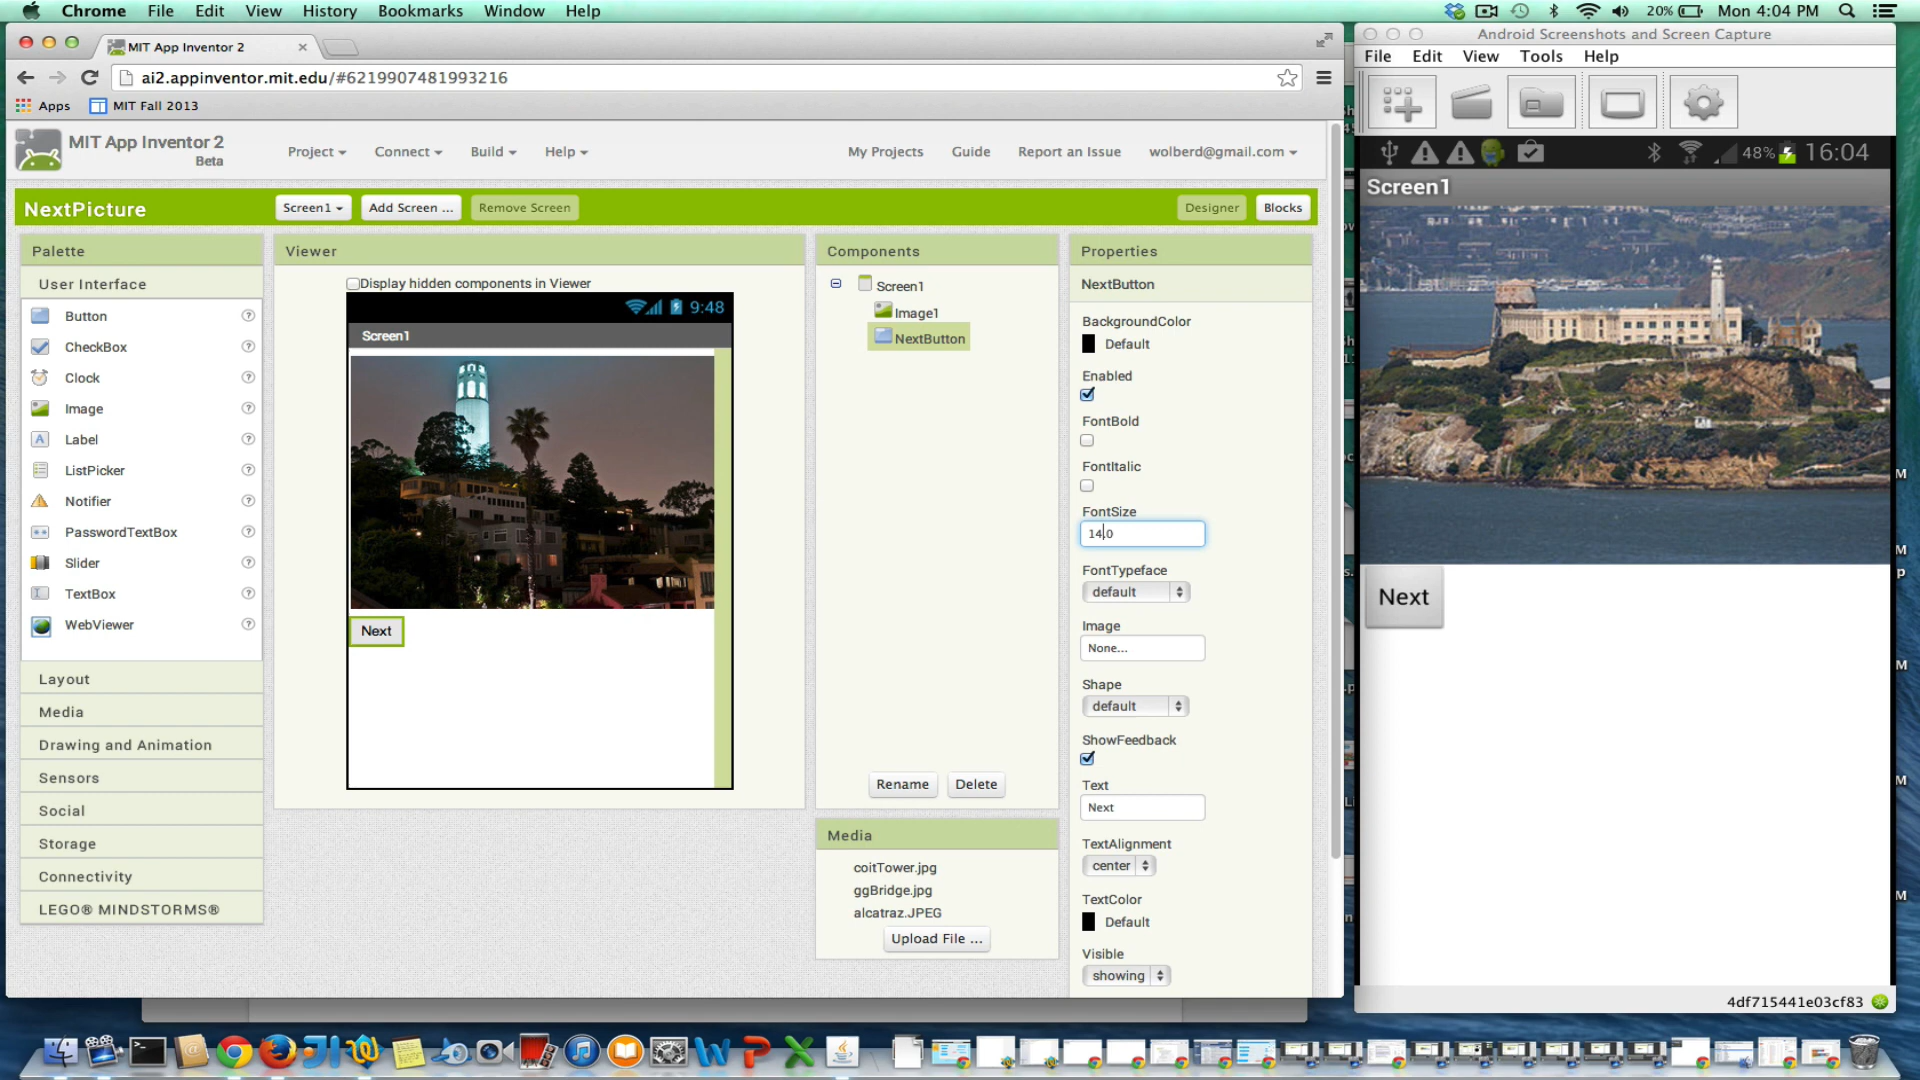 Chrome File Edit View History Bookmarks Window Help
20% Mon 4:04 PM
MIT App Inventor 2
ai2.appinventor.mit.edu/#6219907481993216
Apps MIT Fall 2013
MIT App Inventor 2
Beta
Project Connect Build Help
My Projects Guide Report an Issue wolberd@gmail.com
NextPicture
Screen1 Add Screen ... Remove Screen
Designer Blocks
Palette
User Interface
Button
CheckBox
Clock
Image
Label
ListPicker
Notifier
PasswordTextBox
Slider
TextBox
WebViewer
Layout
Media
Drawing and Animation
Sensors
Social
Storage
Connectivity
LEGO® MINDSTORMS®
Viewer
Display hidden components in Viewer
9:48
Screen1
Next
Components
Screen1
Image1
NextButton
Rename Delete
Media
coitTower.jpg
ggBridge.jpg
alcatraz.JPEG
Upload File ...
Properties
NextButton
BackgroundColor
Default
Enabled
FontBold
FontItalic
FontSize
14.0
FontTypeface
default
Image
None...
Shape
default
ShowFeedback
Text
Next
TextAlignment
center
TextColor
Default
Visible
showing
Android Screenshots and Screen Capture
File Edit View Tools Help
48% 16:04
Screen1
Next
4df715441e03cf83